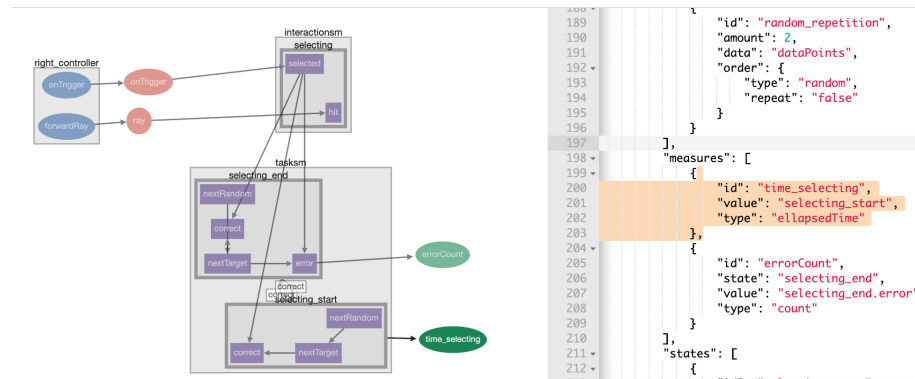 interactionsm
selecting
selected
hit
right_controller
onTrigger
onTrigger
forwardRay
ray
tasksm
selecting_end
nextRandom
correct
nextTarget
error
errorCount
correct
correct
selecting_start
nextRandom
correct
nextTarget
time_selecting
188 {
189 "id": "random_repetition",
190 "amount": 2,
191 "data": "dataPoints",
192 "order": {
193 "type": "random",
194 "repeat": "false"
195 }
196 }
197 ],
198 "measures": [
199 {
200 "id": "time_selecting",
201 "value": "selecting_start",
202 "type": "ellapsedTime"
203 },
204 {
205 "id": "errorCount",
206 "state": "selecting_end",
207 "value": "selecting_end.error"
208 "type": "count"
209 }
210 ],
211 "states": [
212 {